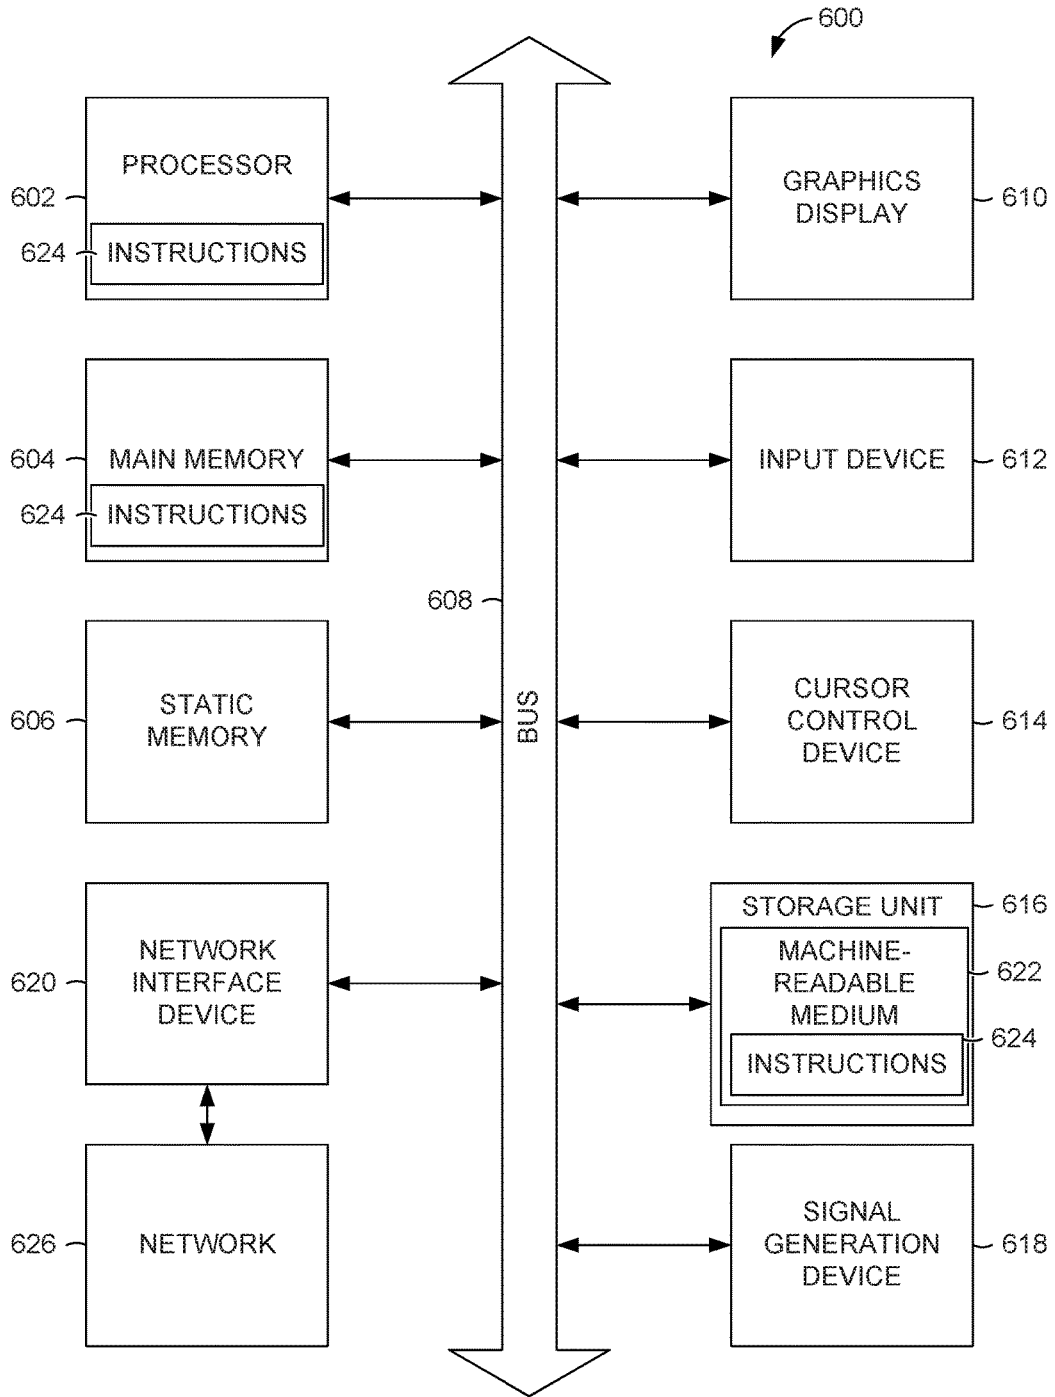 600
PROCESSOR
602
624
INSTRUCTIONS
GRAPHICS
DISPLAY
610
604
MAIN MEMORY
624
INSTRUCTIONS
INPUT DEVICE
612
608
BUS
606
STATIC
MEMORY
CURSOR
CONTROL
DEVICE
614
620
NETWORK
INTERFACE
DEVICE
STORAGE UNIT
616
MACHINE-
READABLE
MEDIUM
622
624
INSTRUCTIONS
626
NETWORK
SIGNAL
GENERATION
DEVICE
618